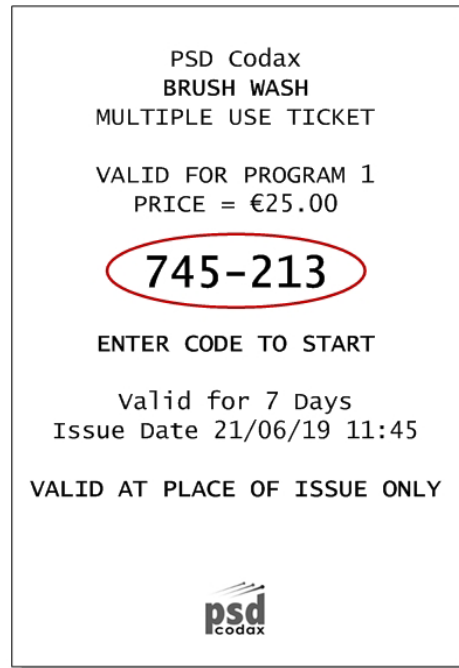 PSD Codax
BRUSH WASH
MULTIPLE USE TICKET
VALID FOR PROGRAM 1
PRICE = €25.00
745-213
ENTER CODE TO START
Valid for 7 Days
Issue Date 21/06/19 11:45
VALID AT PLACE OF ISSUE ONLY
psd
codax